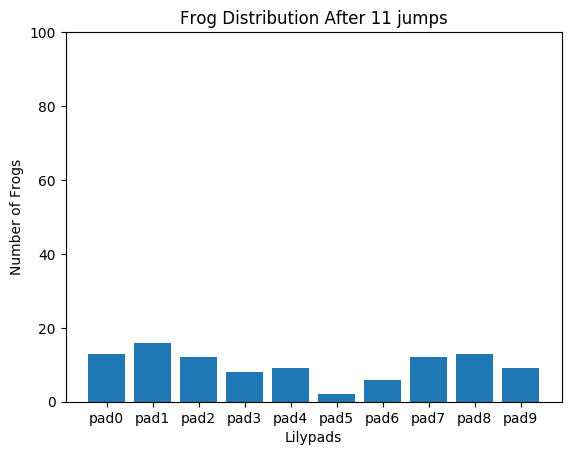 Frog Distribution After 11 jumps
100
80
60
40
20
0
Number of Frogs
pad0 pad1 pad2 pad3 pad4 pad5 pad6 pad7 pad8 pad9
Lilypads